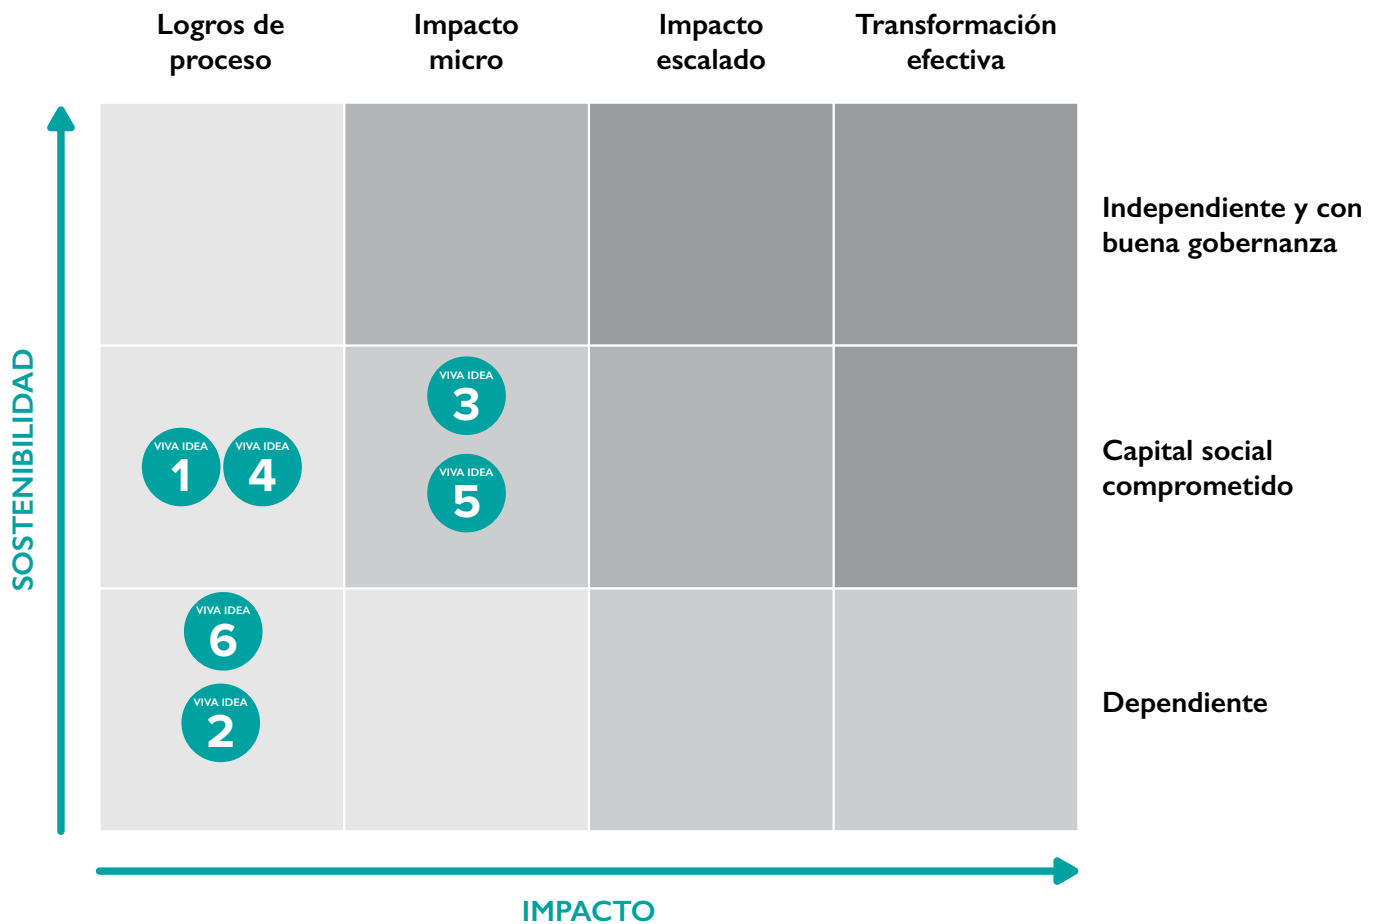 Logros de
proceso
Impacto
micro
Impacto
escalado
Transformación
efectiva
SOSTENIBILIDAD
Independiente y con
buena gobernanza
VIVA IDEA
3
VIVA IDEA
1
VIVA IDEA
4
VIVA IDEA
5
Capital social
comprometido
VIVA IDEA
6
VIVA IDEA
2
Dependiente
IMPACTO